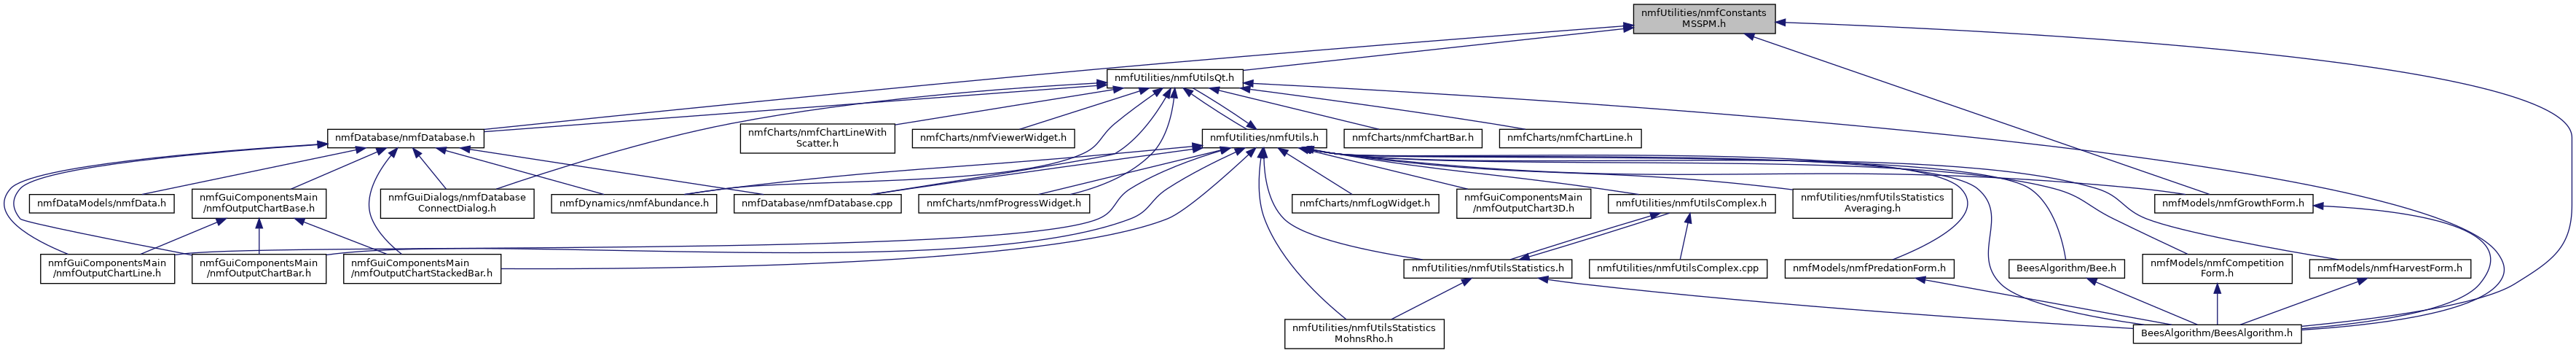 nmfUtilities/nmfConstants
MSSPM.h
nmfUtilities/nmfUtilsQt.h
nmfDatabase/nmfDatabase.h
nmfCharts/nmfChartLineWith
Scatter.h
nmfCharts/nmfViewerWidget.h
nmfUtilities/nmfUtils.h
nmfCharts/nmfChartBar.h
nmfCharts/nmfChartLine.h
nmfDataModels/nmfData.h
nmfGuiComponentsMain
/nmfOutputChartBase.h
nmfGuiDialogs/nmfDatabase
ConnectDialog.h
nmfDynamics/nmfAbundance.h
nmfDatabase/nmfDatabase.cpp
nmfCharts/nmfProgressWidget.h
nmfCharts/nmfLogWidget.h
nmfGuiComponentsMain
/nmfOutputChart3D.h
nmfUtilities/nmfUtilsComplex.h
nmfUtilities/nmfUtilsStatistics
Averaging.h
nmfModels/nmfGrowthForm.h
nmfGuiComponentsMain
/nmfOutputChartLine.h
nmfGuiComponentsMain
/nmfOutputChartBar.h
nmfGuiComponentsMain
/nmfOutputChartStackedBar.h
nmfUtilities/nmfUtilsStatistics.h
nmfUtilities/nmfUtilsComplex.cpp
nmfModels/nmfPredationForm.h
BeesAlgorithm/Bee.h
nmfModels/nmfCompetition
Form.h
nmfModels/nmfHarvestForm.h
nmfUtilities/nmfUtilsStatistics
MohnsRho.h
BeesAlgorithm/BeesAlgorithm.h